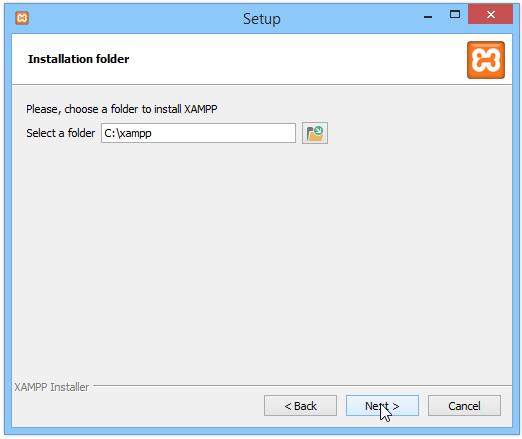 Setup
Installation folder
Please, choose a folder to install XAMPP
Select a folder C:\xampp
XAMPP Installer
< Back Next > Cancel